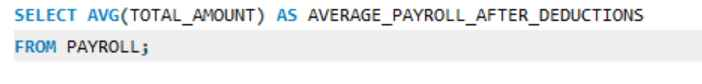 SELECT AVG(TOTAL_AMOUNT) AS AVERAGE_PAYROLL_AFTER_DEDUCTIONS
FROM PAYROLL;